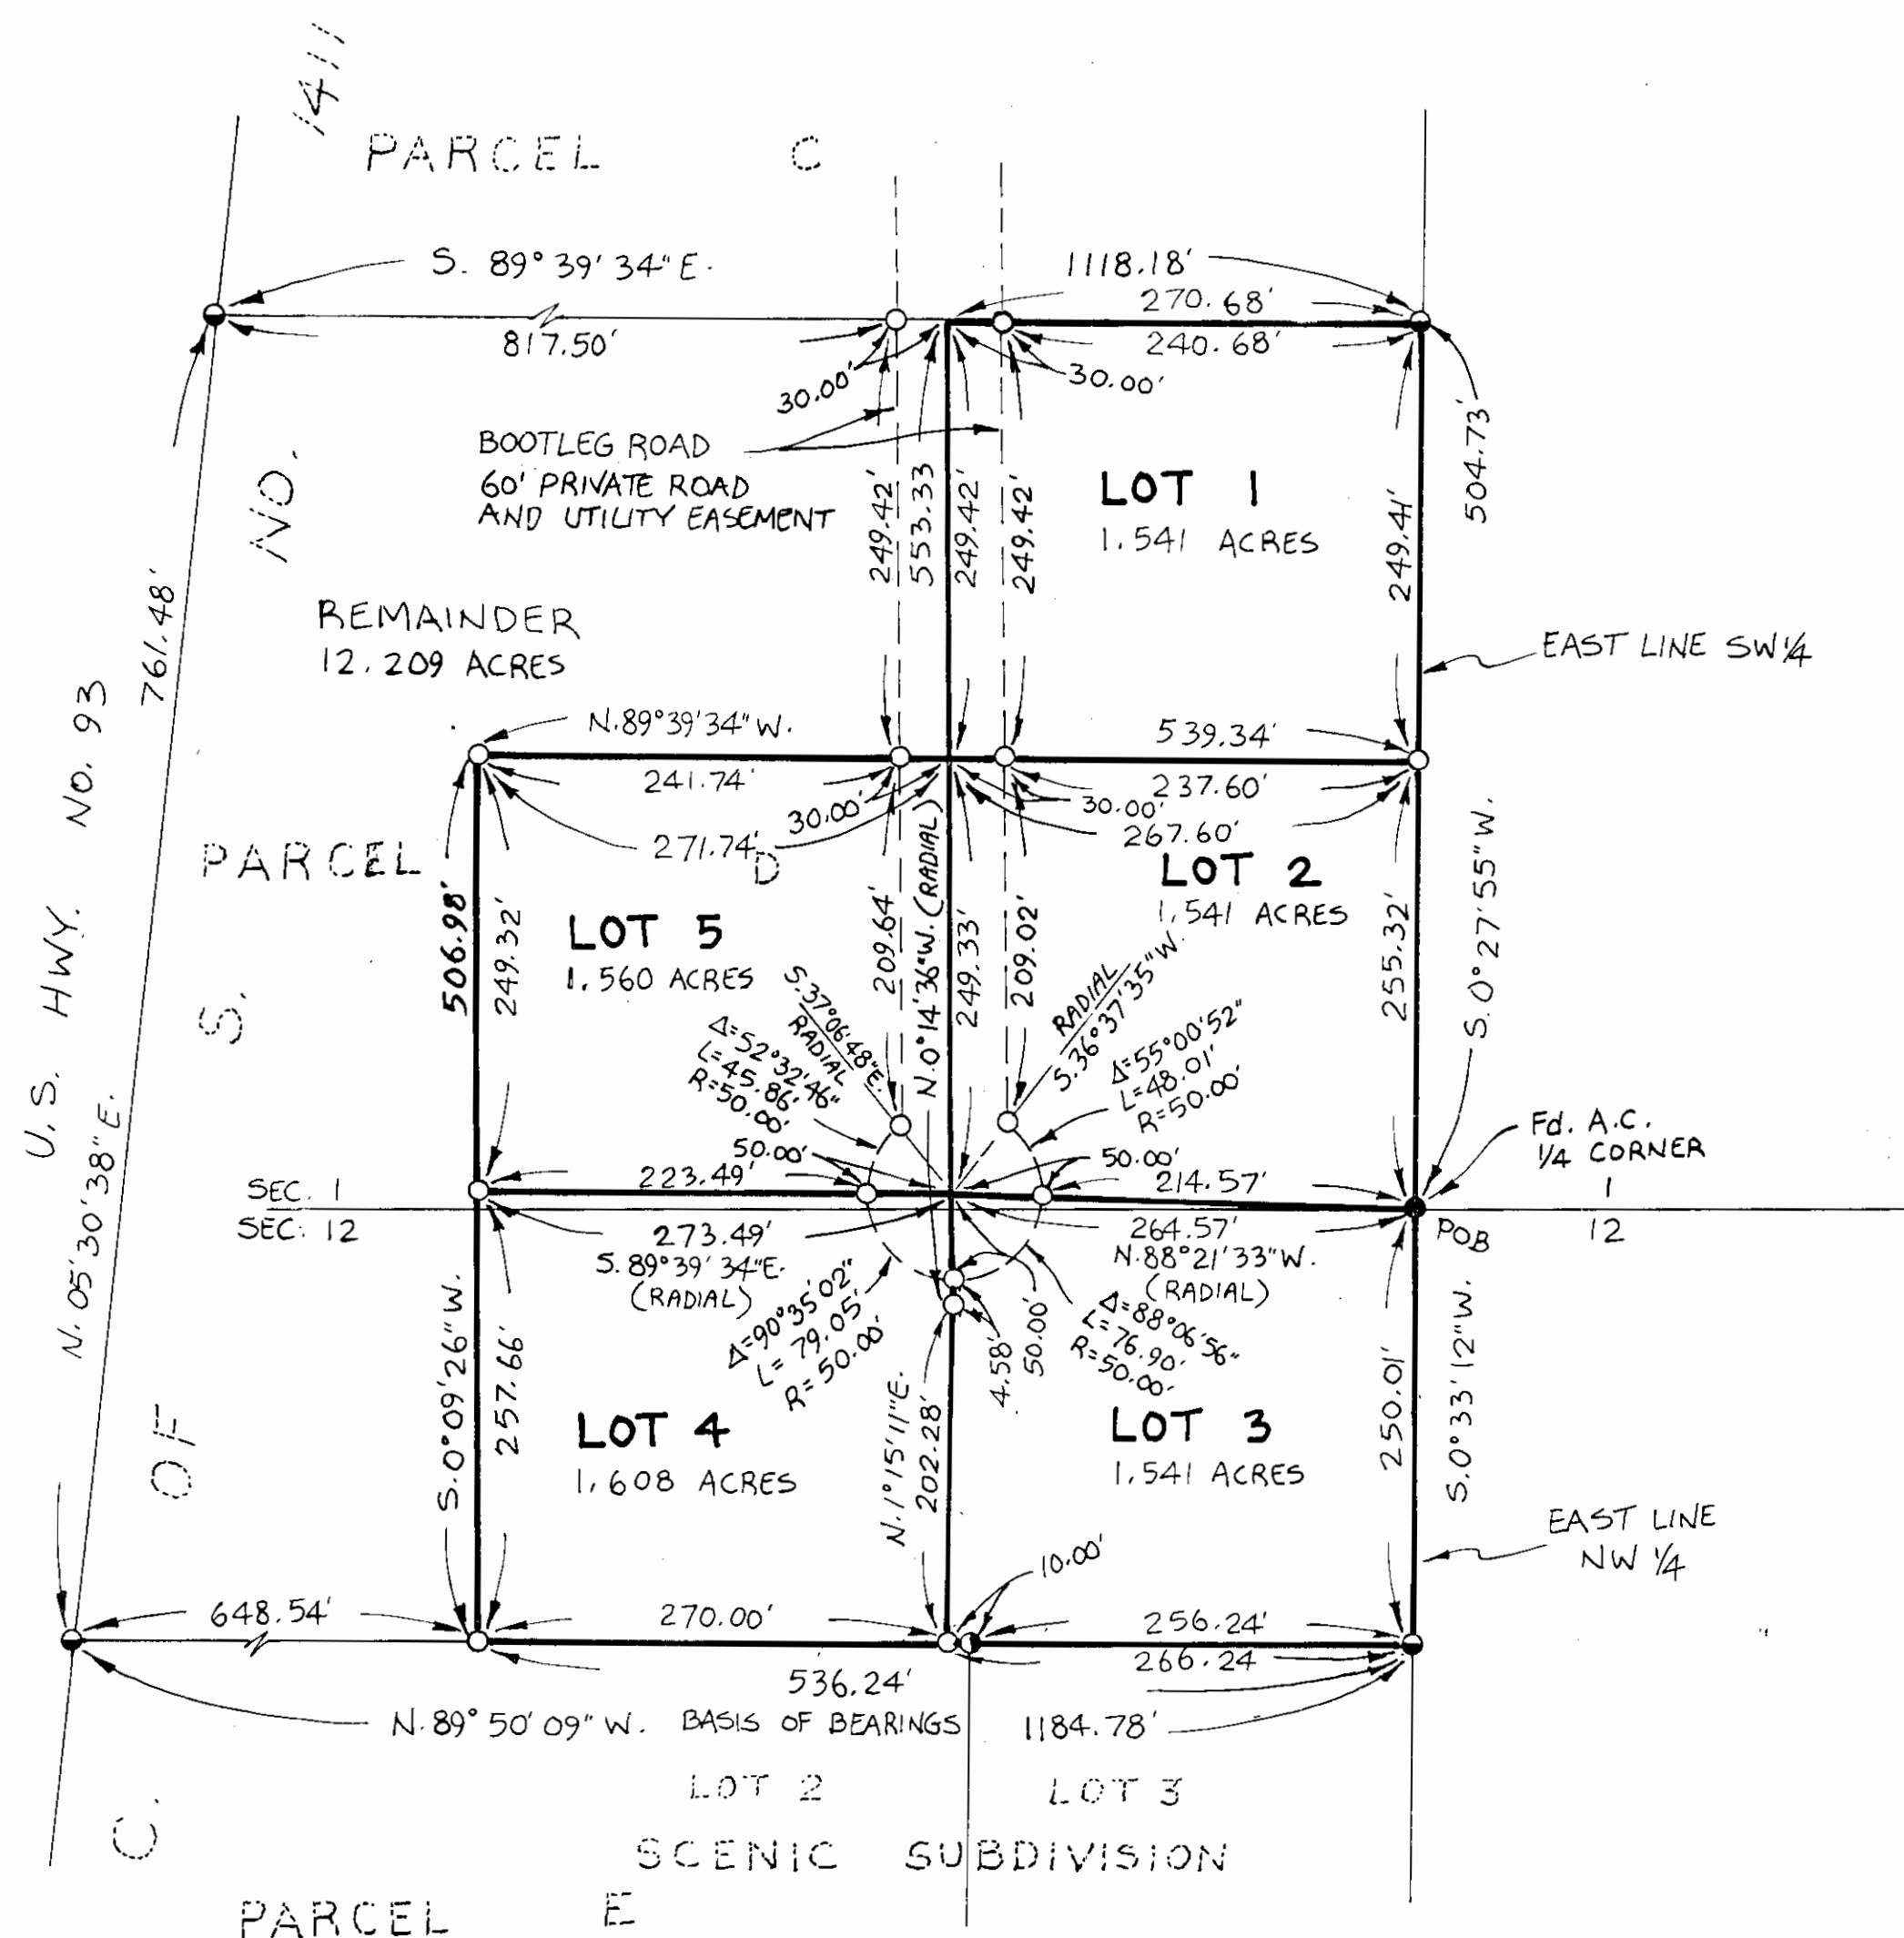 1411
PARCEL C
S. 89° 39' 34" E.
1118.18'
270.68'
817.50'
240.68'
30.00'
30.00'
BOOTLEG ROAD
60' PRIVATE ROAD
AND UTILITY EASEMENT
NO.
249.42'
553.33
249.42'
249.42'
LOT 1
1.541 ACRES
249.41'
504.73'
761.48'
REMAINDER
12.209 ACRES
EAST LINE SW 1/4
N. 89° 39' 34" W.
539.34'
241.74'
237.60'
30.00'
30.00'
271.74'
267.60'
U.S. HWY. No. 93
PARCEL
D
LOT 2
1.541 ACRES
506.98'
249.32'
LOT 5
1.560 ACRES
209.64'
N. 0° 14' 36" W. (RADIAL)
249.33'
209.02'
255.32'
S. 0° 27' 55" W.
S.
S. 37° 06' 48" E.
RADIAL
Δ=52° 32' 46"
L=45.86'
R=50.00'
RADIAL
S. 36° 37' 35" W.
Δ=55° 00' 52"
L=48.01'
R=50.00'
N. 05° 30' 38" E.
50.00'
50.00'
223.49'
214.57'
Fd. A.C.
1/4 CORNER
1
12
SEC. 1
SEC. 12
273.49'
S. 89° 39' 34" E.
(RADIAL)
264.57'
N. 88° 21' 33" W.
(RADIAL)
POB
Δ=90° 35' 02"
L=79.05'
R=50.00'
4.58'
50.00'
Δ=88° 06' 56"
L=76.90'
R=50.00'
S. 0° 09' 26" W.
257.66'
LOT 4
1.608 ACRES
N. 1° 15' 11" E.
202.28'
LOT 3
1.541 ACRES
250.01'
S. 0° 33' 12" W.
OF
EAST LINE
NW 1/4
10.00'
648.54'
270.00'
256.24'
266.24
536.24'
N. 89° 50' 09" W. BASIS OF BEARINGS
1184.78'
LOT 2
LOT 3
C.
SCENIC SUBDIVISION
PARCEL E